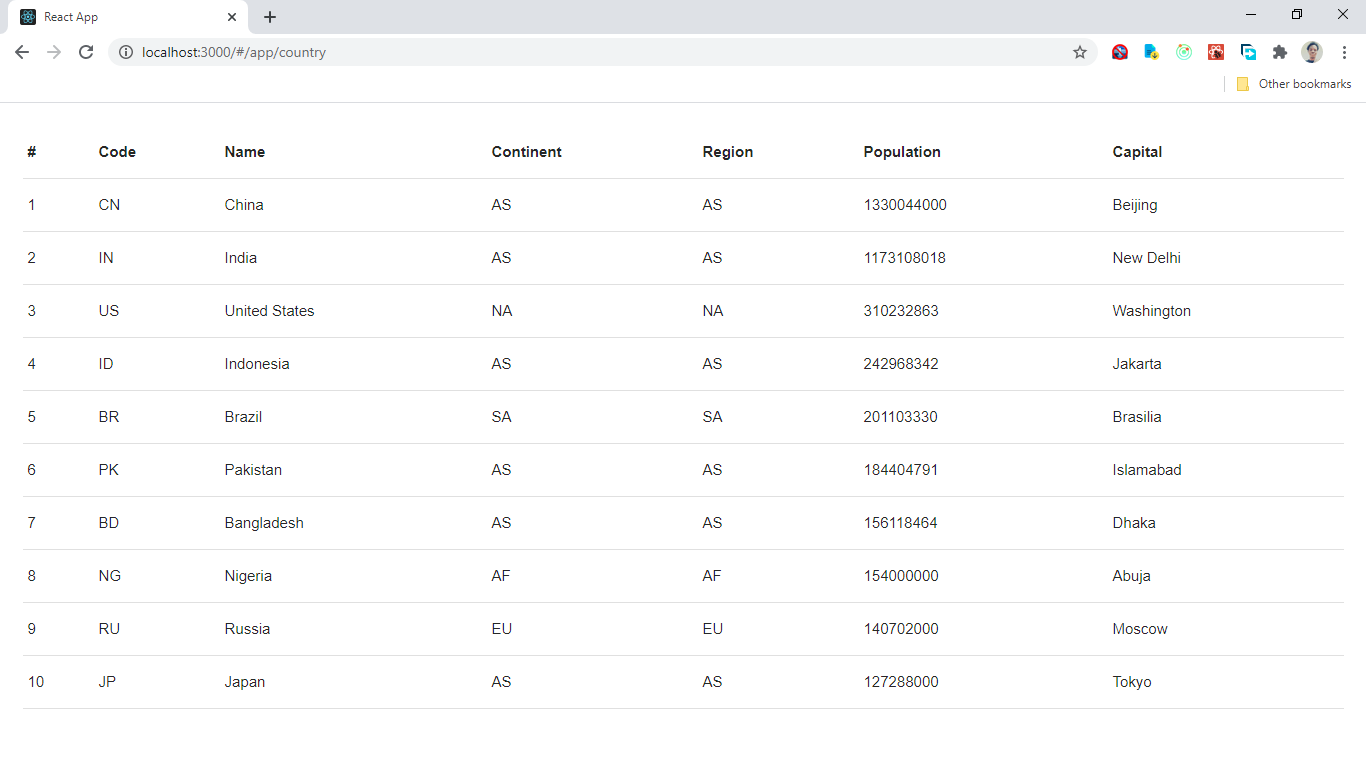 React App
localhost:3000/#/app/country
Other bookmarks
# Code Name Continent Region Population Capital
1 CN China AS AS 1330044000 Beijing
2 IN India AS AS 1173108018 New Delhi
3 US United States NA NA 310232863 Washington
4 ID Indonesia AS AS 242968342 Jakarta
5 BR Brazil SA SA 201103330 Brasilia
6 PK Pakistan AS AS 184404791 Islamabad
7 BD Bangladesh AS AS 156118464 Dhaka
8 NG Nigeria AF AF 154000000 Abuja
9 RU Russia EU EU 140702000 Moscow
10 JP Japan AS AS 127288000 Tokyo